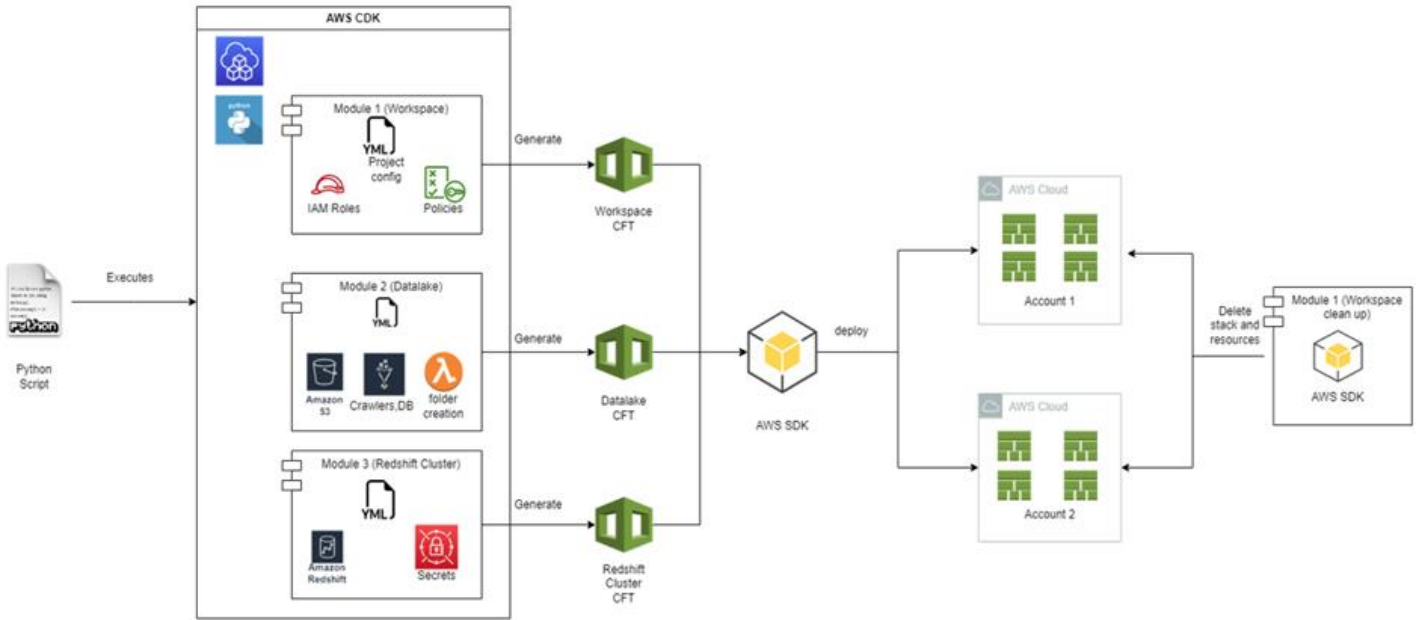 AWS CDK
python
Module 1 (Workspace)
YML
Project
config
IAM Roles
Policies
Generate
Workspace
CFT
Python
Python
Script
Executes
Module 2 (Datalake)
YML
Amazon
S3
Crawlers,DB
folder
creation
Generate
Datalake
CFT
Module 3 (Redshift Cluster)
YML
Amazon
Redshift
Secrets
Generate
Redshift
Cluster
CFT
AWS SDK
deploy
AWS Cloud
Account 1
AWS Cloud
Account 2
Delete
stack and
resources
Module 1 (Workspace
clean up)
AWS SDK